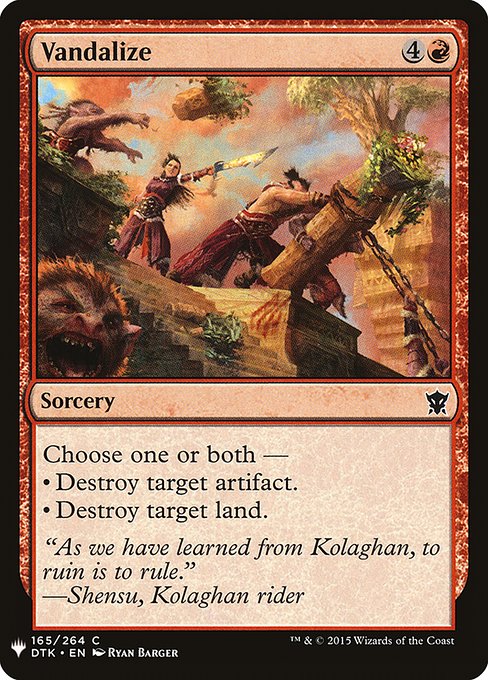 Vandalize 4
Sorcery
Choose one or both —
• Destroy target artifact.
• Destroy target land.
“As we have learned from Kolaghan, to
ruin is to rule.”
—Shensu, Kolaghan rider
165/264 C
DTK • EN Ryan Barger
™ & © 2015 Wizards of the Coast